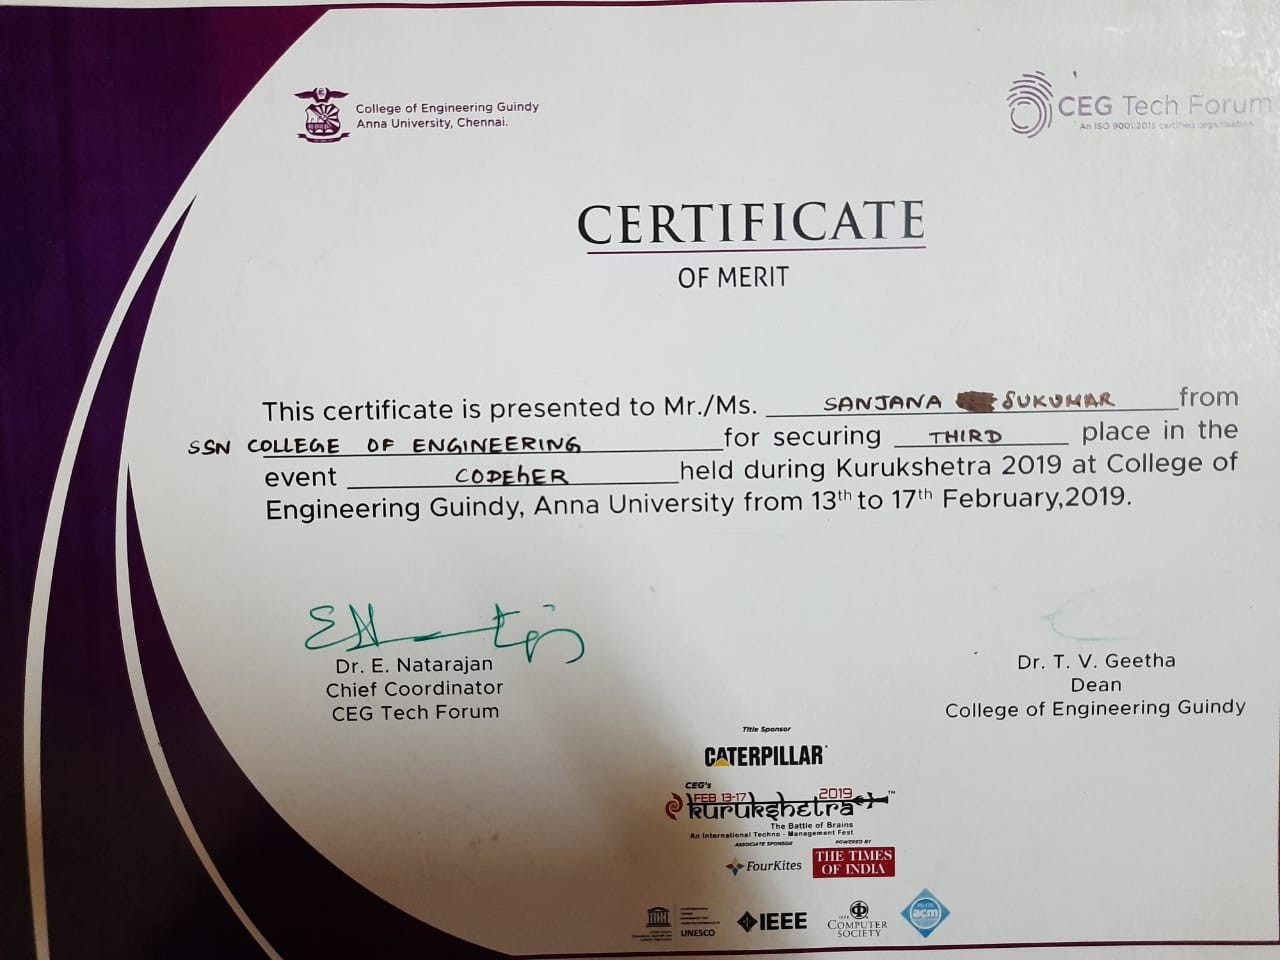 College of Engineering Guindy
Anna University, Chennai.
CEG Tech Forum
An ISO 9001:2015 certified organisation
CERTIFICATE
OF MERIT
This certificate is presented to Mr./Ms. SANJANA SUKUMAR from
SSN COLLEGE OF ENGINEERING for securing THIRD place in the
event CODEhER held during Kurukshetra 2019 at College of
Engineering Guindy, Anna University from 13th to 17th February,2019.
Dr. E. Natarajan
Chief Coordinator
CEG Tech Forum
Dr. T. V. Geetha
Dean
College of Engineering Guindy
Title Sponsor
CATERPILLAR
CEG's
FEB 13-17 2019
kurukshetra TM
The Battle of Brains
An International Techno - Management Fest
ASSOCIATE SPONSOR
FourKites
POWERED BY
THE TIMES
OF INDIA
UNESCO
IEEE
IEEE
COMPUTER
SOCIETY
acm